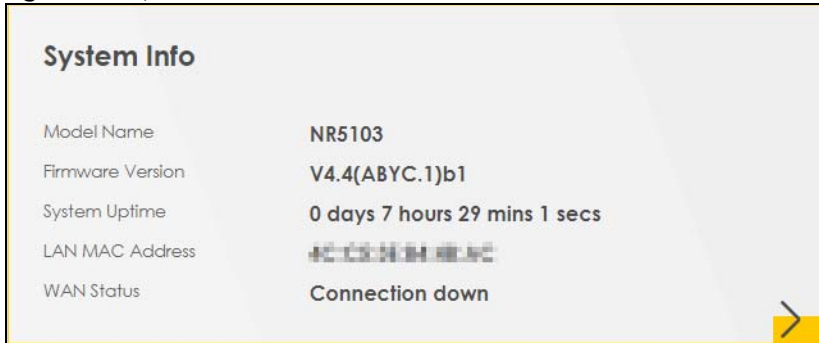 System Info
Model Name NR5103
Firmware Version V4.4(ABYC.1)b1
System Uptime 0 days 7 hours 29 mins 1 secs
LAN MAC Address
WAN Status Connection down